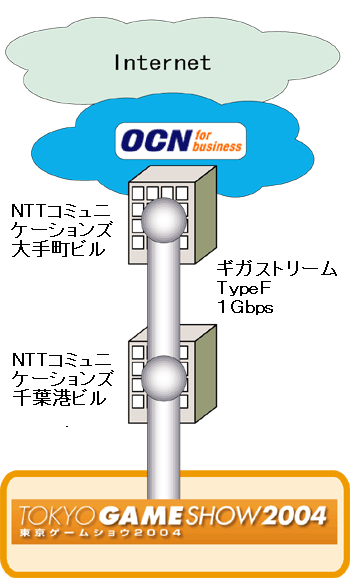 Internet
OCN for business
NTTコミュニ
ケーションズ
大手町ビル
ギガストリーム
TypeF
1Gbps
NTTコミュニ
ケーションズ
千葉港ビル
TOKYO GAME SHOW 2004
東京ゲームショウ2004